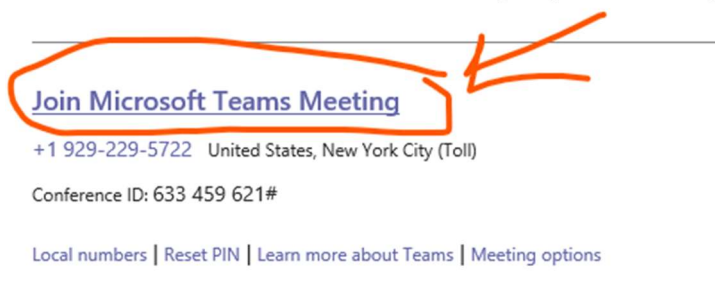 Join Microsoft Teams Meeting
+1 929-229-5722 United States, New York City (Toll)
Conference ID: 633 459 621#
Local numbers | Reset PIN | Learn more about Teams | Meeting options